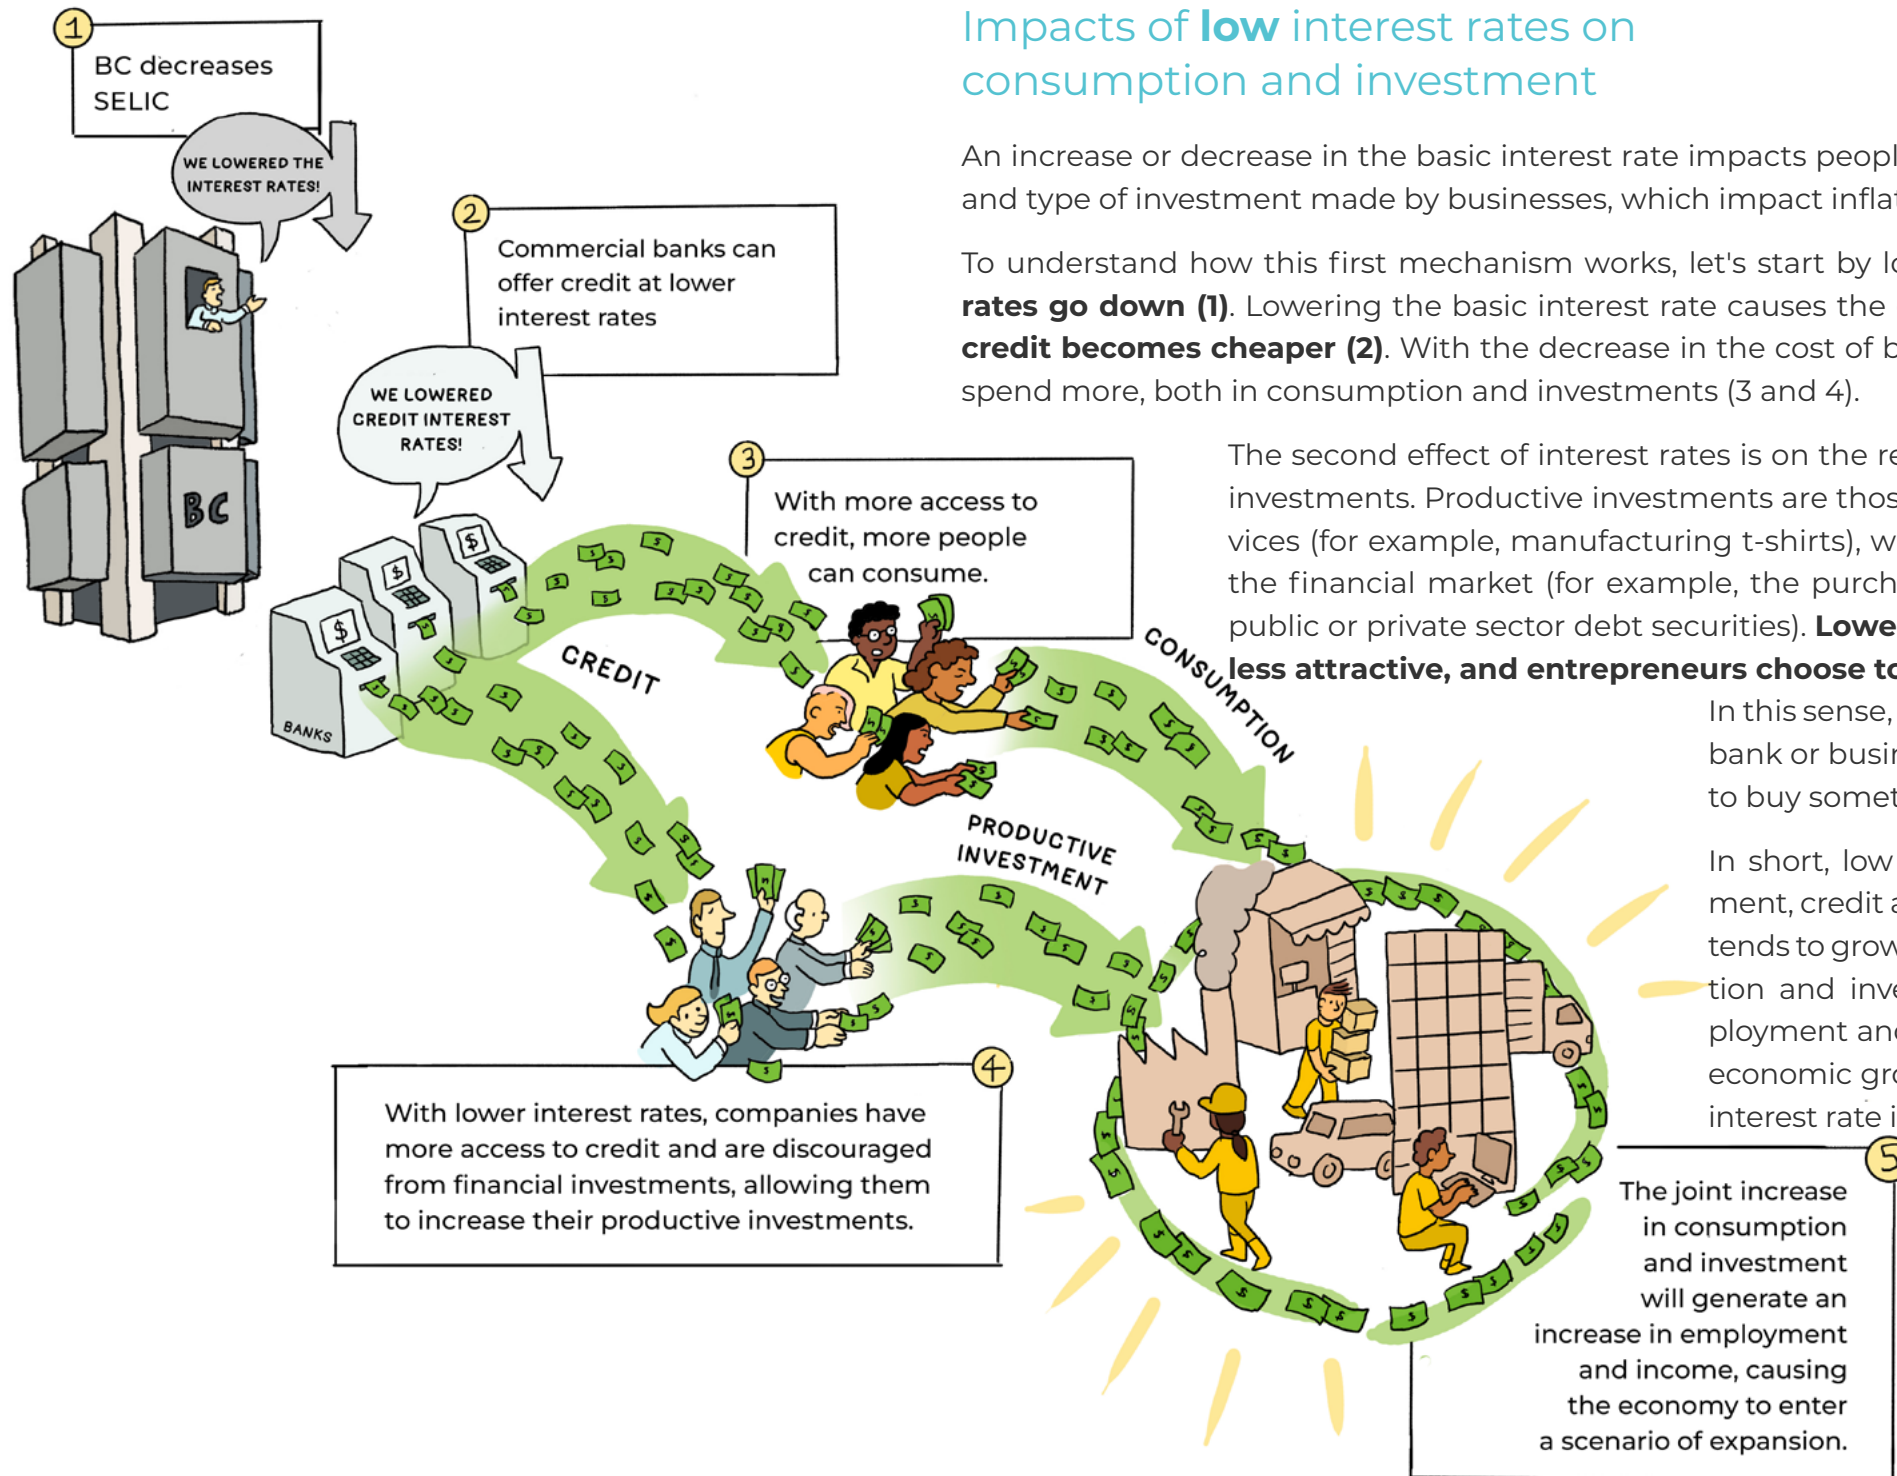 1
BC decreases
SELIC
WE LOWERED THE
INTEREST RATES!
BC
2
Commercial banks can
offer credit at lower
interest rates
WE LOWERED
CREDIT INTEREST
RATES!
BANKS
CREDIT
3
With more access to
credit, more people
can consume.
CONSUMPTION
PRODUCTIVE
INVESTMENT
4
With lower interest rates, companies have
more access to credit and are discouraged
from financial investments, allowing them
to increase their productive investments.
Impacts of low interest rates on
consumption and investment
An increase or decrease in the basic interest rate impacts peopl
and type of investment made by businesses, which impact inflat
To understand how this first mechanism works, let's start by lo
rates go down (1). Lowering the basic interest rate causes the
credit becomes cheaper (2). With the decrease in the cost of b
spend more, both in consumption and investments (3 and 4).
The second effect of interest rates is on the re
investments. Productive investments are thos
vices (for example, manufacturing t-shirts), w
the financial market (for example, the purch
public or private sector debt securities). Lowe
less attractive, and entrepreneurs choose to
In this sense,
bank or busin
to buy somet
In short, low
ment, credit a
tends to grow
tion and inve
ployment and
economic gro
interest rate i
5
The joint increase
in consumption
and investment
will generate an
increase in employment
and income, causing
the economy to enter
a scenario of expansion.